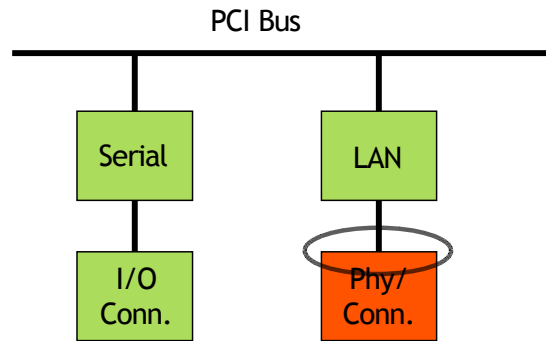 PCI Bus
Serial
LAN
I/O
Conn.
Phy/
Conn.